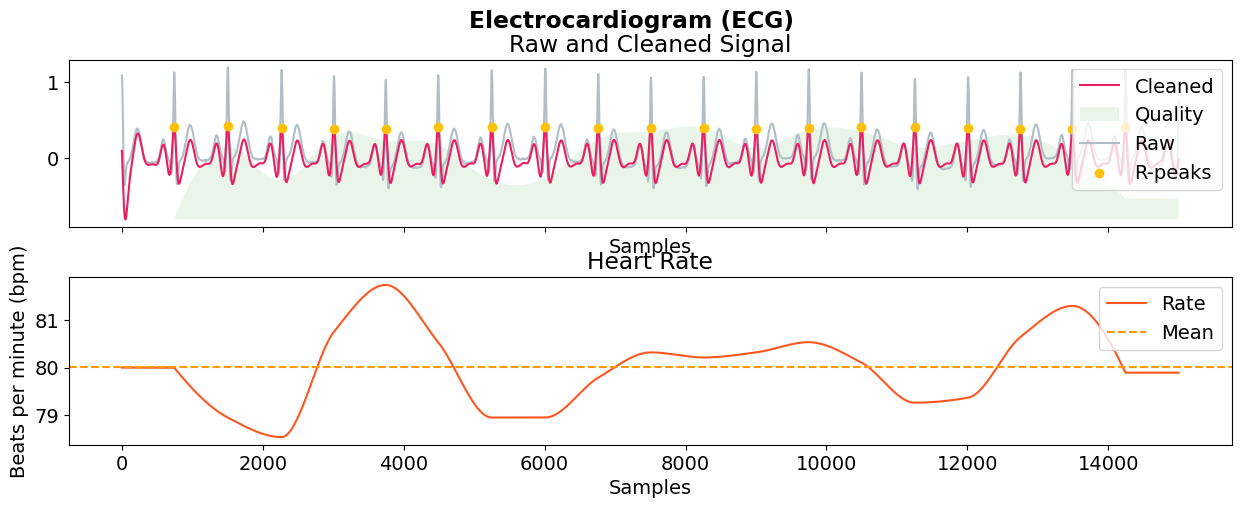 Electrocardiogram (ECG)
Raw and Cleaned Signal
1
0
Cleaned
Quality
Raw
R-peaks
Samples
Heart Rate
Beats per minute (bpm)
81
80
79
Rate
Mean
0 2000 4000 6000 8000 10000 12000 14000
Samples